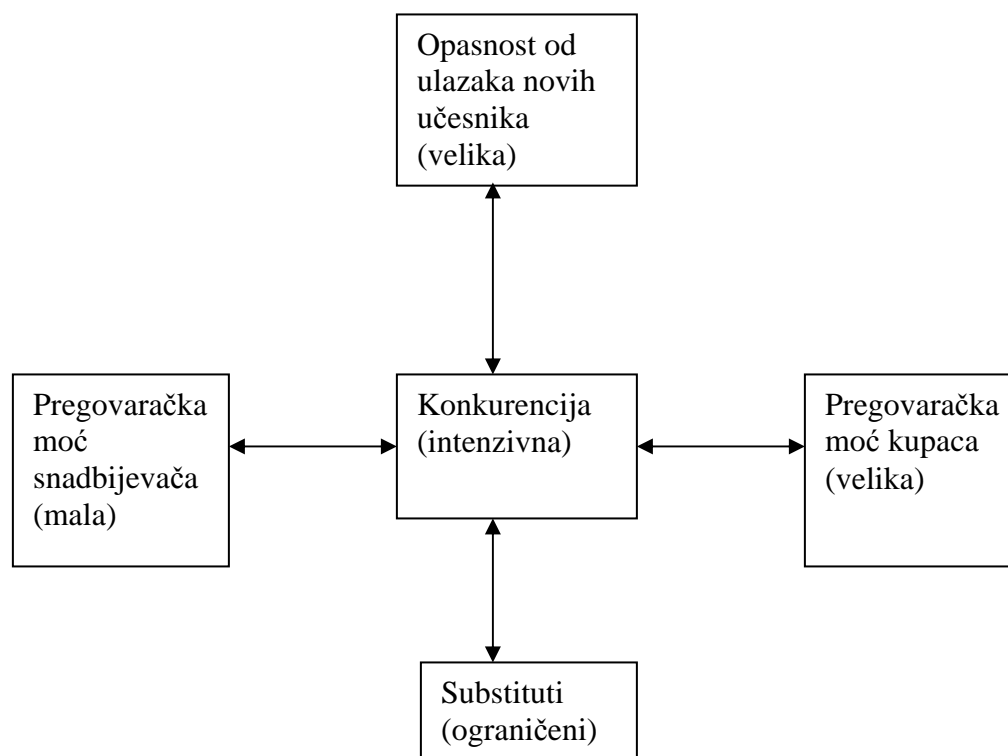 Opasnost od
ulazaka novih
učesnika
(velika)
Pregovaračka
moć
snadbijevača
(mala)
Konkurencija
(intenzivna)
Pregovaračka
moć kupaca
(velika)
Substituti
(ograničeni)